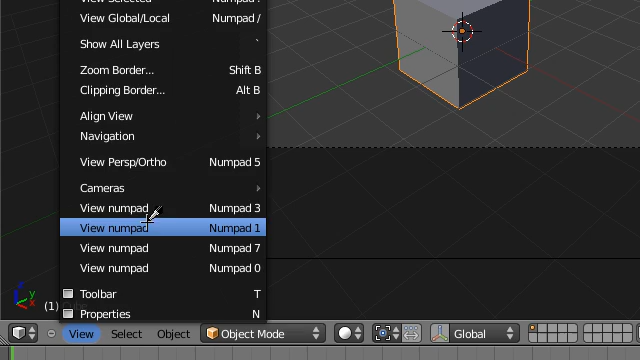 View Global/Local Numpad /
Show All Layers `
Zoom Border... Shift B
Clipping Border... Alt B
Align View
Navigation
View Persp/Ortho Numpad 5
Cameras
View numpad Numpad 3
View numpad Numpad 1
View numpad Numpad 7
View numpad Numpad 0
Toolbar T
Properties N
(1)
View Select Object Object Mode Global